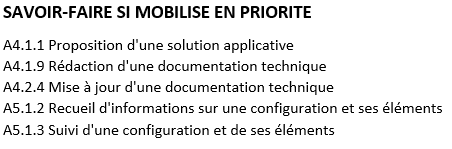 SAVOIR-FAIRE SI MOBILISE EN PRIORITE
A4.1.1 Proposition d'une solution applicative
A4.1.9 Rédaction d'une documentation technique
A4.2.4 Mise à jour d'une documentation technique
A5.1.2 Recueil d'informations sur une configuration et ses éléments
A5.1.3 Suivi d'une configuration et de ses éléments